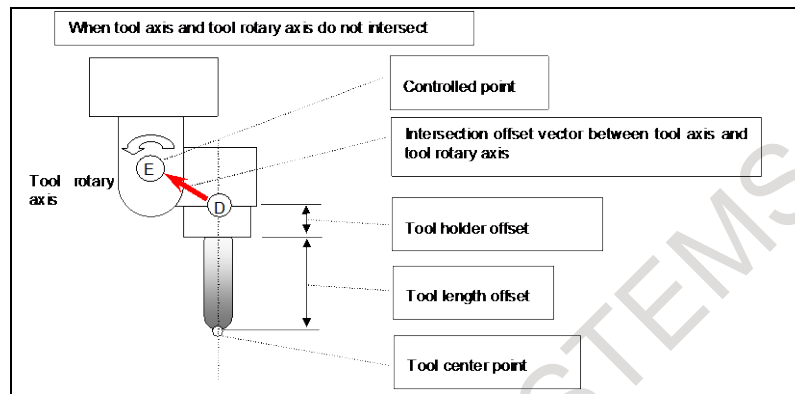 When tool axis and tool rotary axis do not intersect
Controlled point
Intersection offset vector between tool axis and
tool rotary axis
E
Tool rotary
axis
D
Tool holder offset
Tool length offset
Tool center point
STEMS